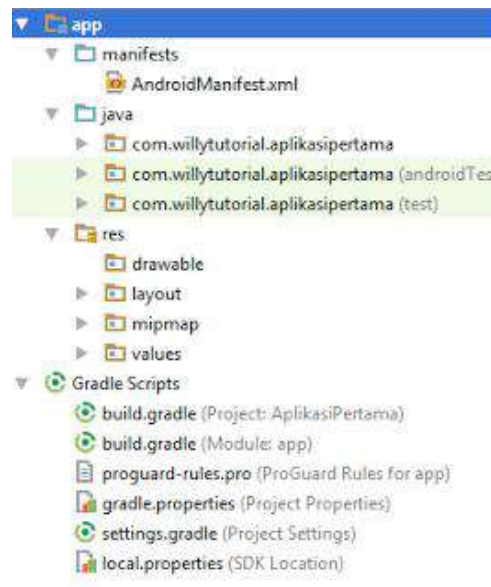 app
manifests
AndroidManifest.xml
java
com.willytutorial.aplikasipertama
com.willytutorial.aplikasipertama (androidTes
com.willytutorial.aplikasipertama (test)
res
drawable
layout
mipmap
values
Gradle Scripts
build.gradle (Project: AplikasiPertama)
build.gradle (Module: app)
proguard-rules.pro (ProGuard Rules for app)
gradle.properties (Project Properties)
settings.gradle (Project Settings)
local.properties (SDK Location)